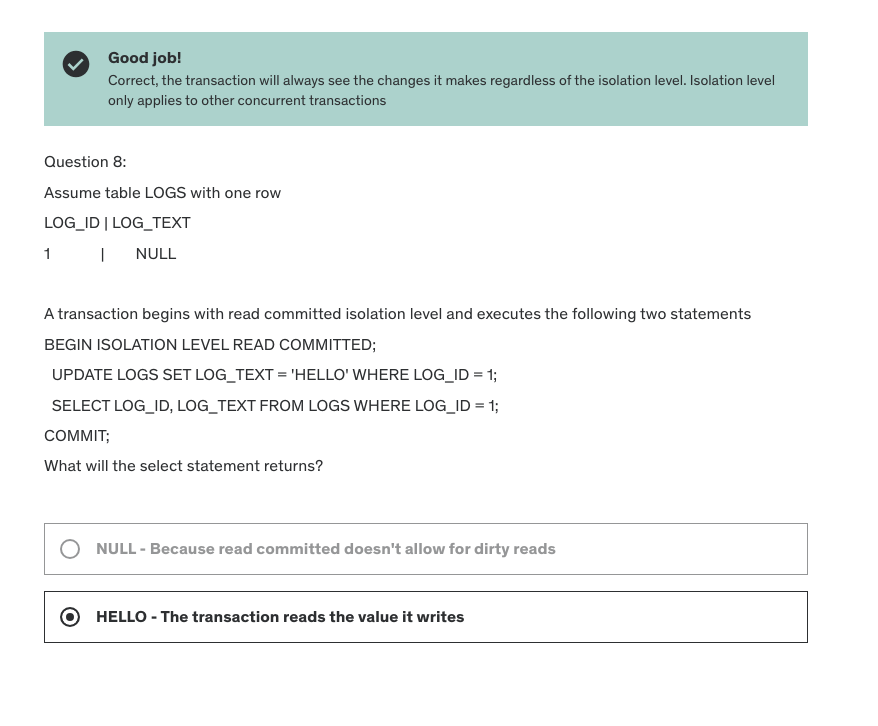 Good job!
Correct, the transaction will always see the changes it makes regardless of the isolation level. Isolation level
only applies to other concurrent transactions
Question 8:
Assume table LOGS with one row
LOG_ID | LOG_TEXT
1 | NULL
A transaction begins with read committed isolation level and executes the following two statements
BEGIN ISOLATION LEVEL READ COMMITTED;
UPDATE LOGS SET LOG_TEXT = 'HELLO' WHERE LOG_ID = 1;
SELECT LOG_ID, LOG_TEXT FROM LOGS WHERE LOG_ID = 1;
COMMIT;
What will the select statement returns?
NULL - Because read committed doesn't allow for dirty reads
HELLO - The transaction reads the value it writes